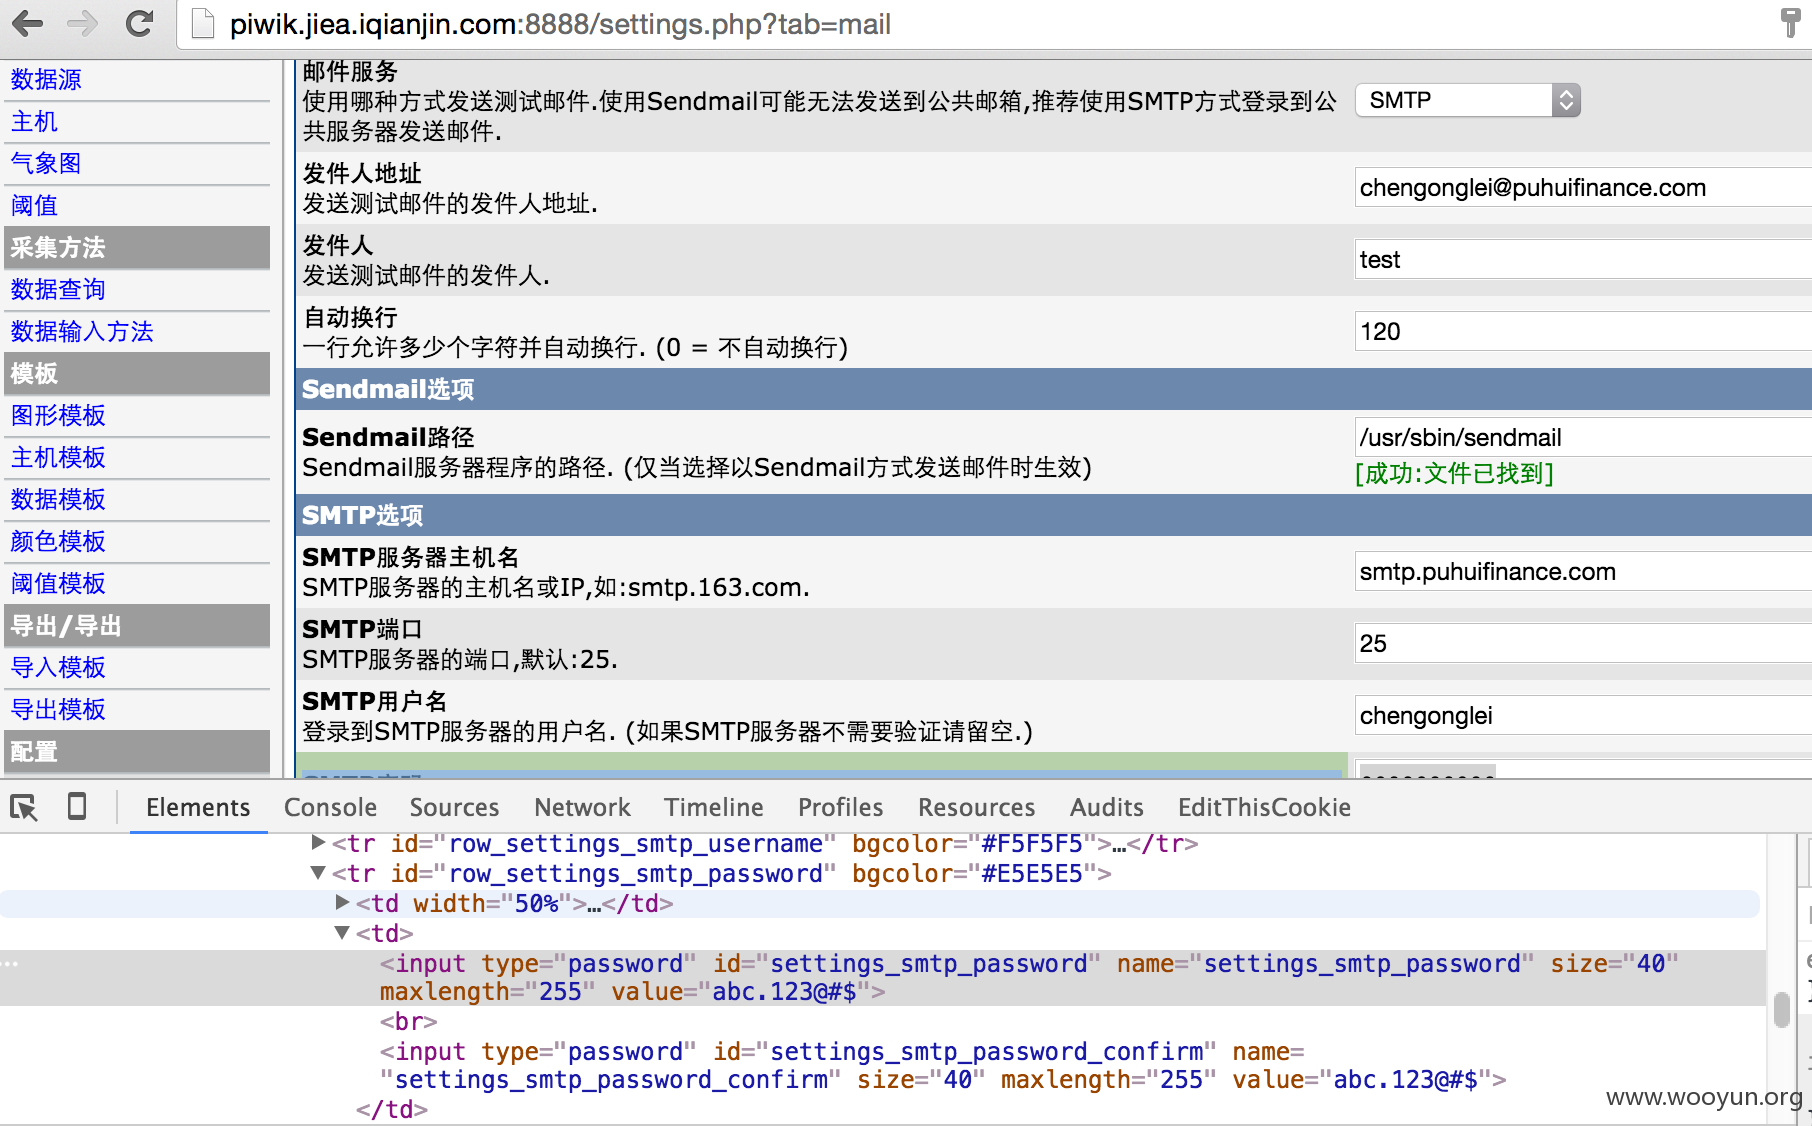 piwik.jiea.iqianjin.com:8888/settings.php?tab=mail
数据源
主机
气象图
阈值
采集方法
数据查询
数据输入方法
模板
图形模板
主机模板
数据模板
颜色模板
阈值模板
导出/导出
导入模板
导出模板
配置
邮件服务
使用哪种方式发送测试邮件.使用Sendmail可能无法发送到公共邮箱,推荐使用SMTP方式登录到公
共服务器发送邮件.
SMTP
发件人地址
发送测试邮件的发件人地址.
chengonglei@puhuifinance.com
发件人
发送测试邮件的发件人.
test
自动换行
一行允许多少个字符并自动换行. (0 = 不自动换行)
120
Sendmail选项
Sendmail路径
Sendmail服务器程序的路径. (仅当选择以Sendmail方式发送邮件时生效)
/usr/sbin/sendmail
[成功:文件已找到]
SMTP选项
SMTP服务器主机名
SMTP服务器的主机名或IP,如:smtp.163.com.
smtp.puhuifinance.com
SMTP端口
SMTP服务器的端口,默认:25.
25
SMTP用户名
登录到SMTP服务器的用户名. (如果SMTP服务器不需要验证请留空.)
chengonglei
Elements Console Sources Network Timeline Profiles Resources Audits EditThisCookie
<tr id="row_settings_smtp_username" bgcolor="#F5F5F5">…</tr>
<tr id="row_settings_smtp_password" bgcolor="#E5E5E5">
<td width="50%">…</td>
<td>
<input type="password" id="settings_smtp_password" name="settings_smtp_password" size="40"
maxlength="255" value="abc.123@#$">
<br>
<input type="password" id="settings_smtp_password_confirm" name=
"settings_smtp_password_confirm" size="40" maxlength="255" value="abc.123@#$">
</td>
www.wooyun.org